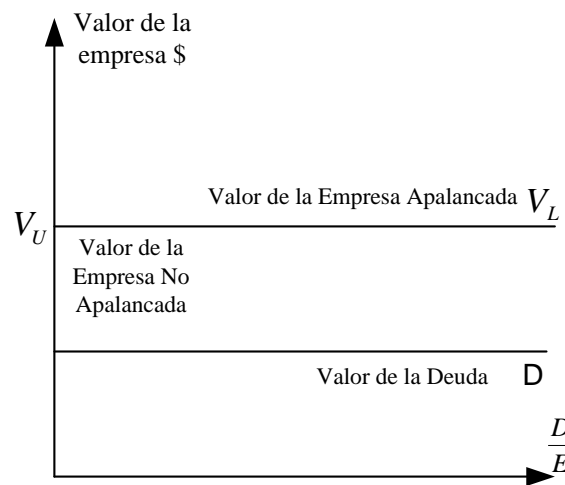 Valor de la
empresa $
Valor de la Empresa Apalancada V_L
V_U
Valor de la
Empresa No
Apalancada
Valor de la Deuda D
D
E